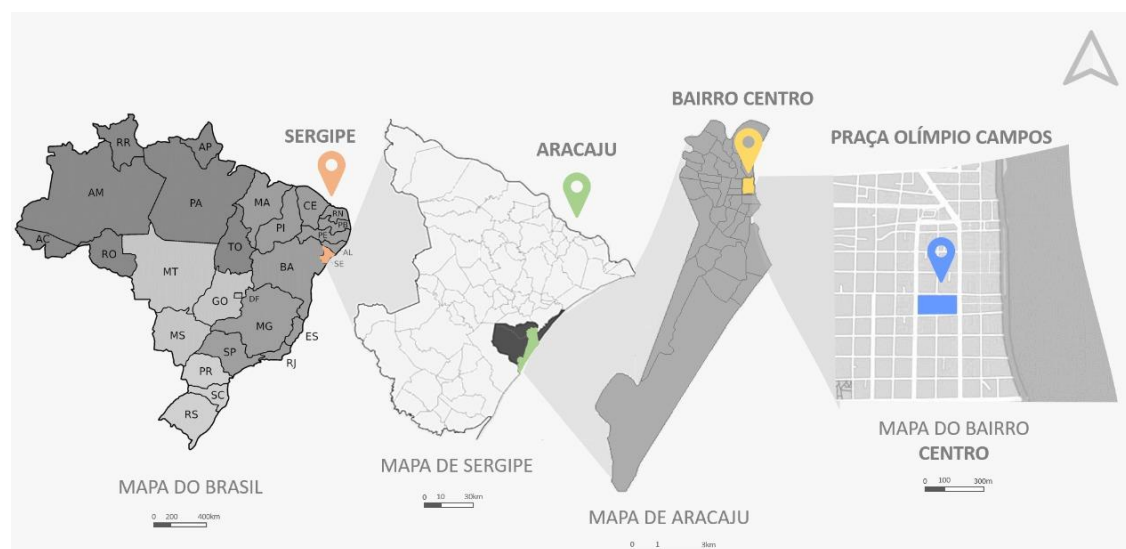 SERGIPE
RR
AP
AM
PA
MA
CE
RN
PB
PE
PI
AC
RO
TO
AL
SE
BA
MT
GO
DF
MG
ES
MS
SP
RJ
PR
SC
RS
MAPA DO BRASIL
0 200 400km
ARACAJU
MAPA DE SERGIPE
0 10 30km
BAIRRO CENTRO
MAPA DE ARACAJU
0 1 3km
PRAÇA OLÍMPIO CAMPOS
MAPA DO BAIRRO
CENTRO
0 100 300m